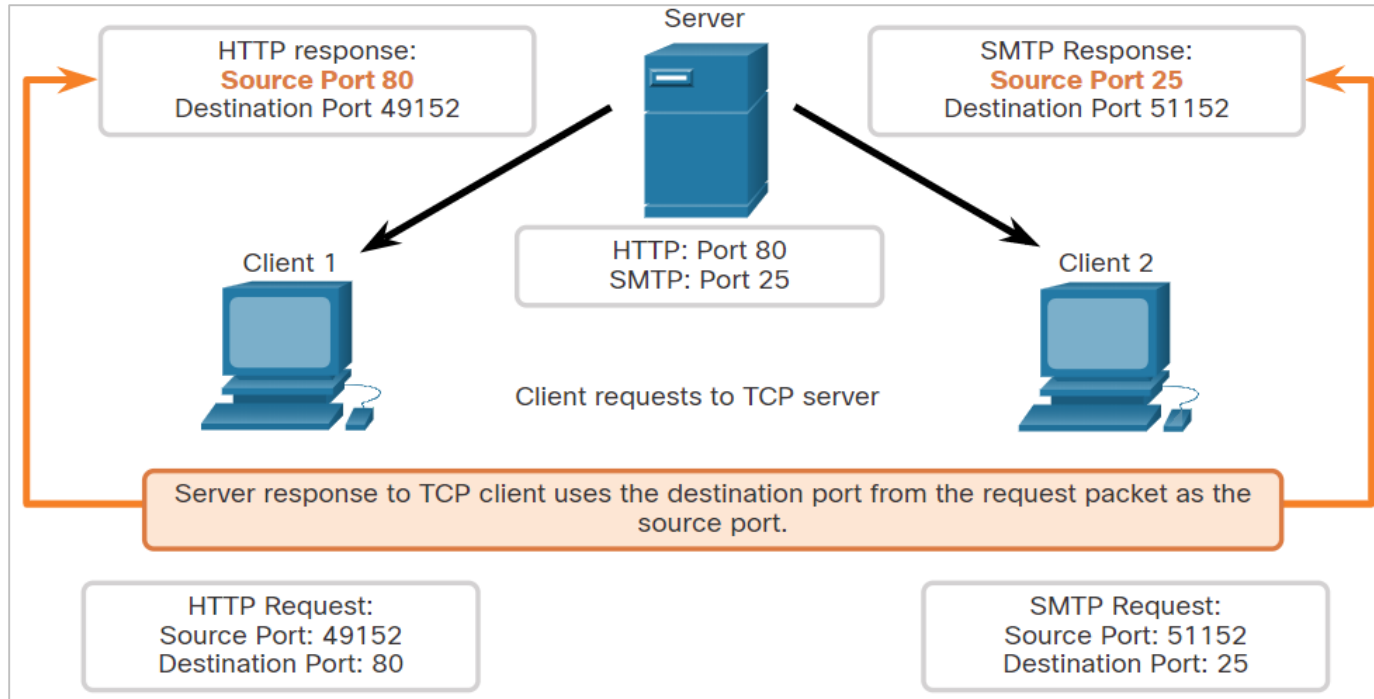 Server
HTTP response:
Source Port 80
Destination Port 49152
SMTP Response:
Source Port 25
Destination Port 51152
HTTP: Port 80
SMTP: Port 25
Client 1
Client 2
Client requests to TCP server
Server response to TCP client uses the destination port from the request packet as the
source port.
HTTP Request:
Source Port: 49152
Destination Port: 80
SMTP Request:
Source Port: 51152
Destination Port: 25